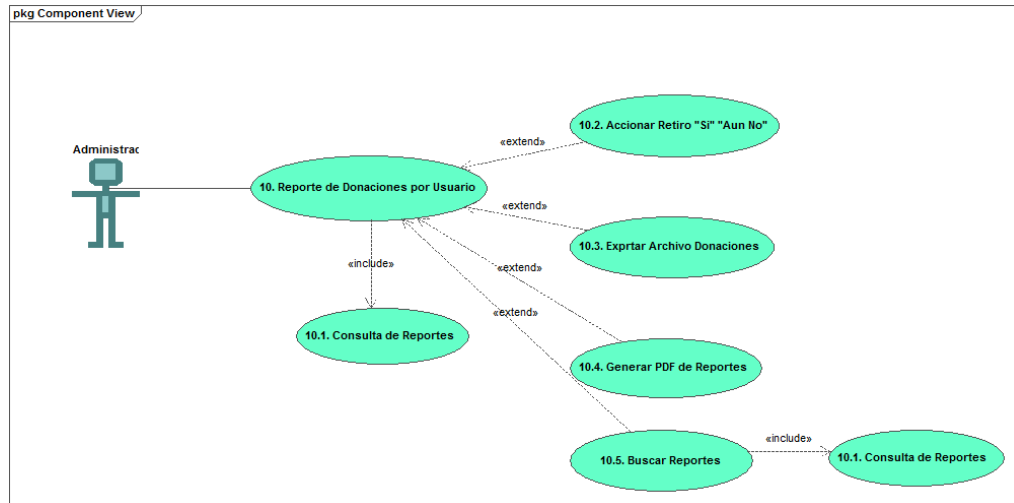 pkg Component View
10.2. Accionar Retiro "Si" "Aun No"
«extend»
Administrac
10. Reporte de Donaciones por Usuario
«extend»
10.3. Exprtar Archivo Donaciones
«include»
«extend»
«extend»
10.1. Consulta de Reportes
10.4. Generar PDF de Reportes
«include»
10.5. Buscar Reportes
10.1. Consulta de Reportes